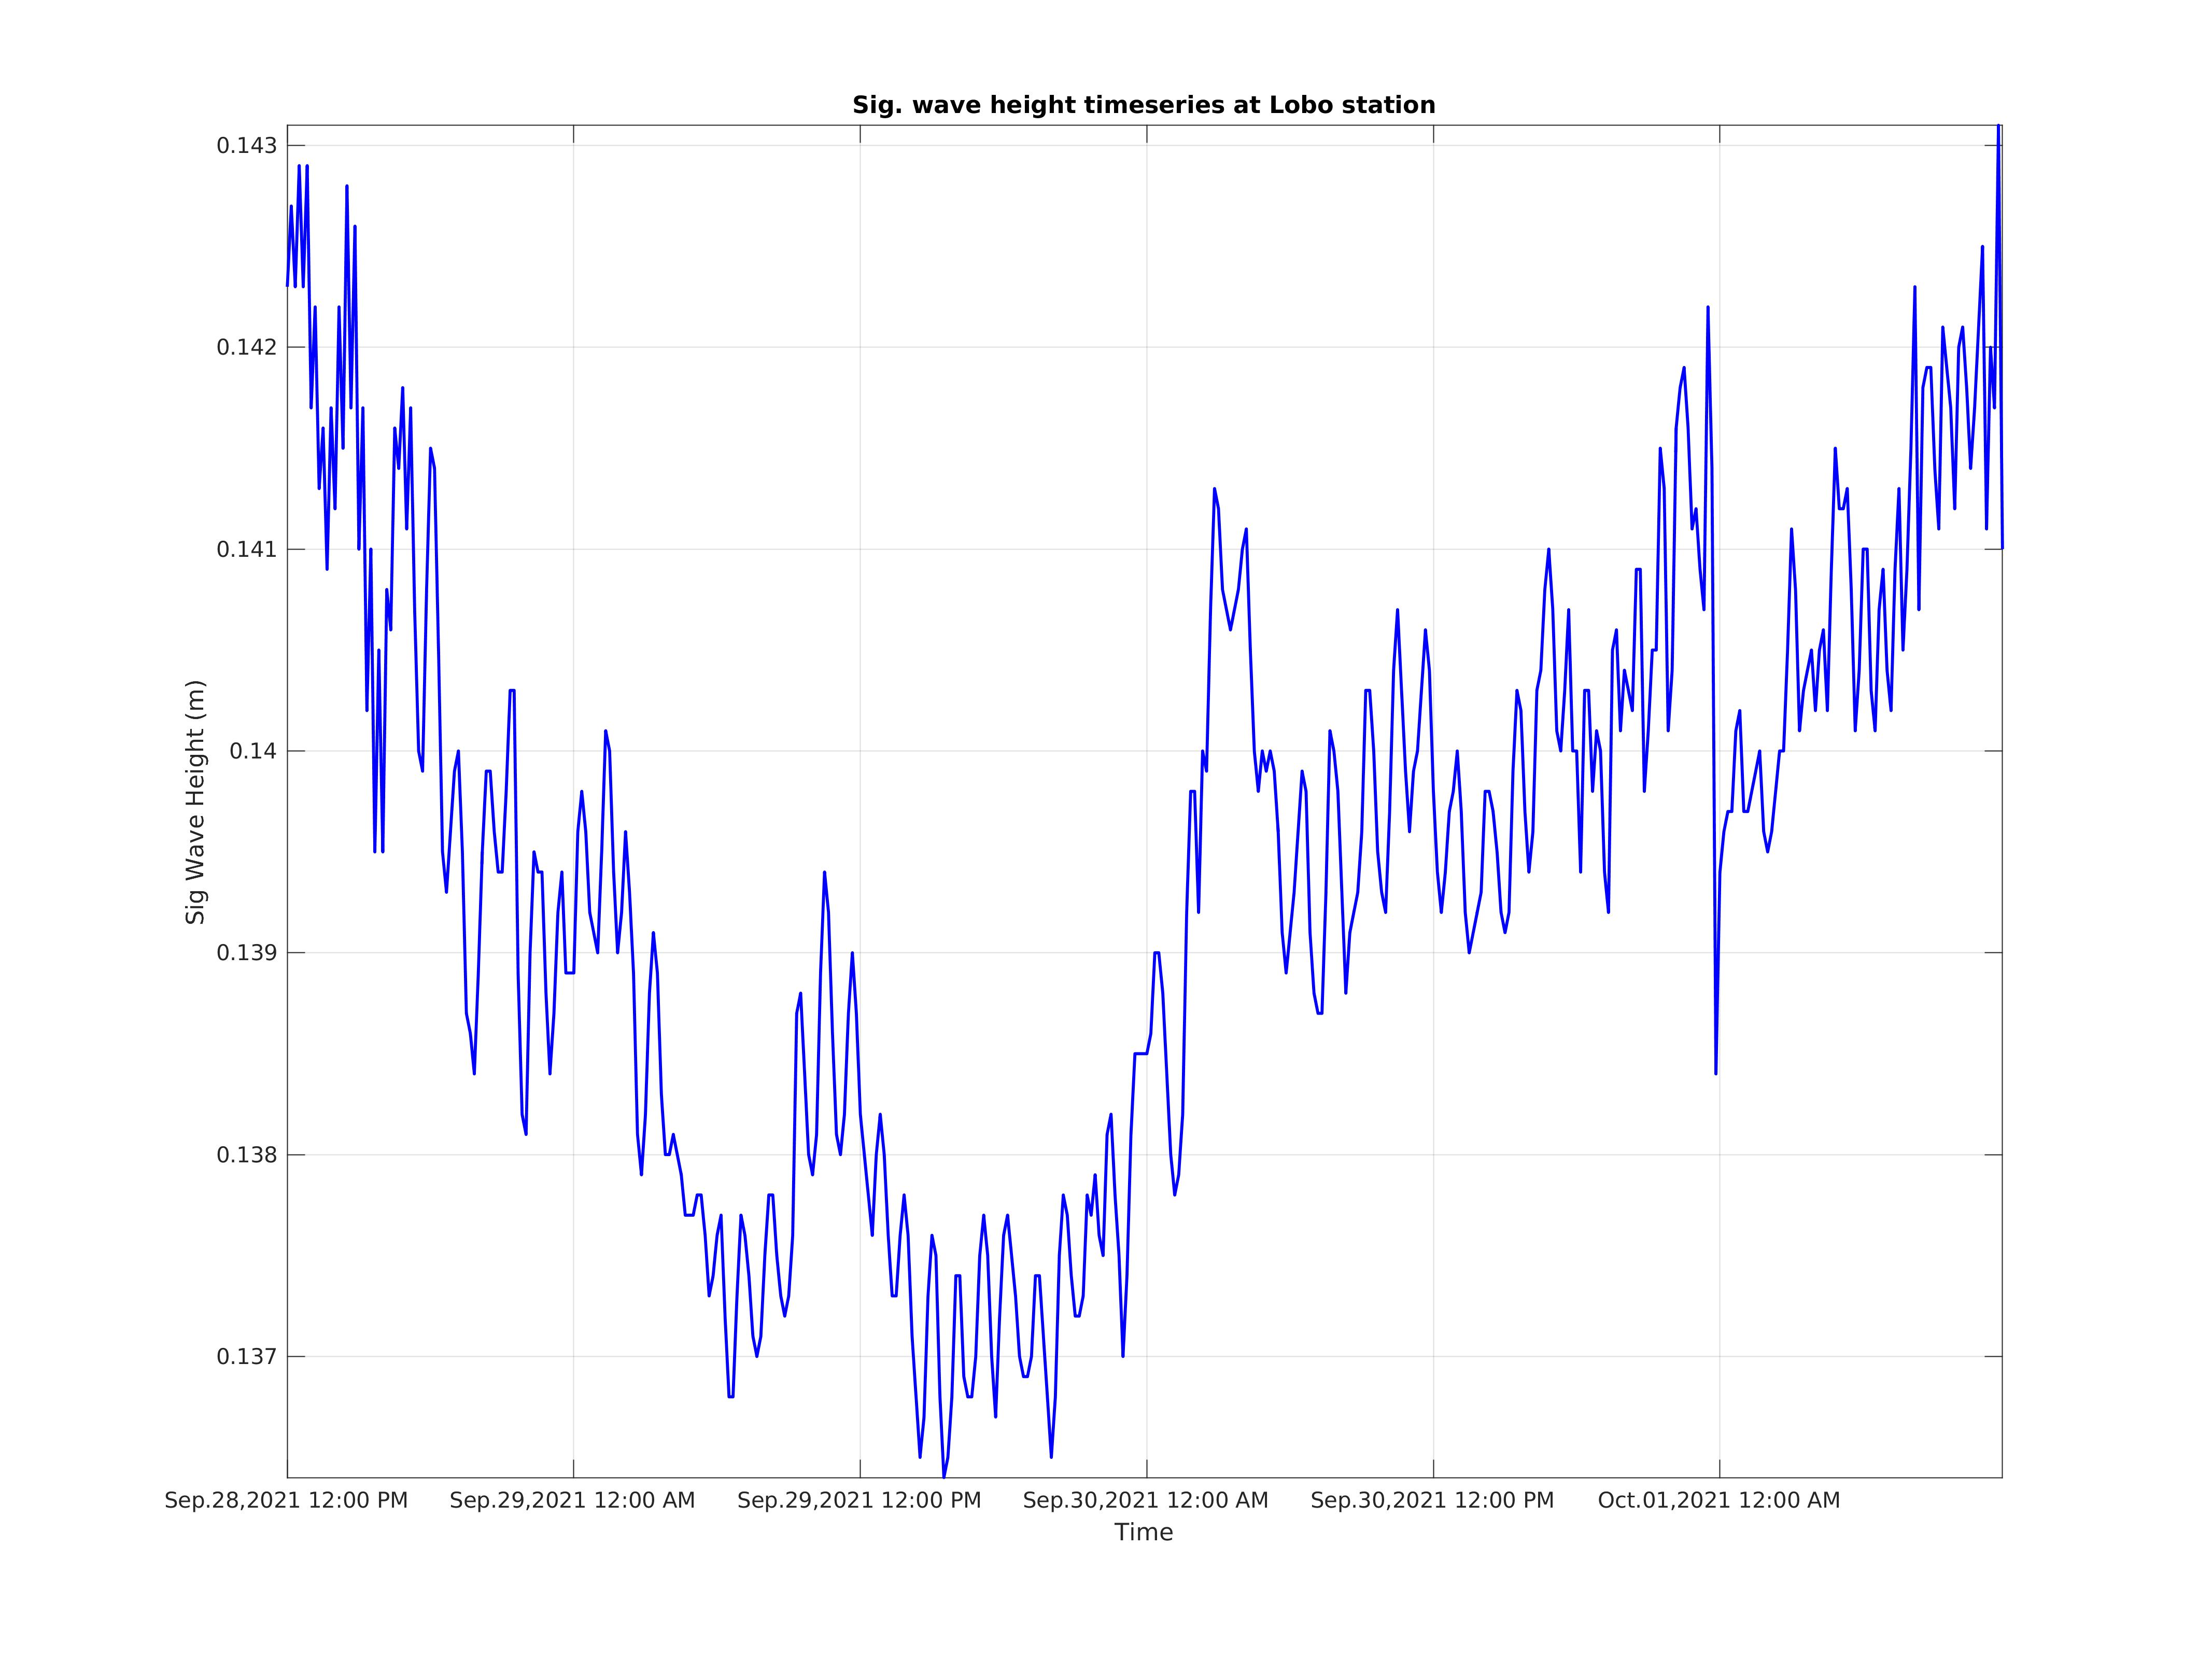 Sig. wave height timeseries at Lobo station
0.143
0.142
0.141
0.14
0.139
0.138
0.137
Sig Wave Height (m)
Sep.28,2021 12:00 PM Sep.29,2021 12:00 AM Sep.29,2021 12:00 PM Sep.30,2021 12:00 AM Sep.30,2021 12:00 PM Oct.01,2021 12:00 AM
Time